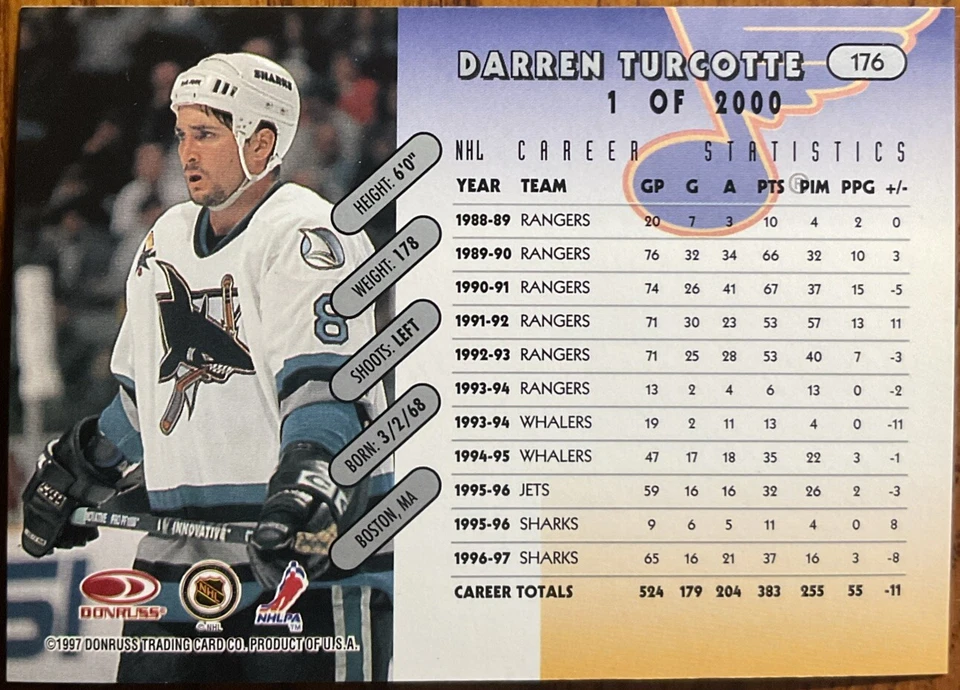 DARREN TURCOTTE 176
1 OF 2000
NHL CAREER STATISTICS
YEAR TEAM GP G A PTS PIM PPG +/-
1988-89 RANGERS 20 7 3 10 4 2 0
1989-90 RANGERS 76 32 34 66 32 10 3
1990-91 RANGERS 74 26 41 67 37 15 -5
1991-92 RANGERS 71 30 23 53 57 13 11
1992-93 RANGERS 71 25 28 53 40 7 -3
1993-94 RANGERS 13 2 4 6 13 0 -2
1993-94 WHALERS 19 2 11 13 4 0 -11
1994-95 WHALERS 47 17 18 35 22 3 -1
1995-96 JETS 59 16 16 32 26 2 -3
1995-96 SHARKS 9 6 5 11 4 0 8
1996-97 SHARKS 65 16 21 37 16 3 -8
CAREER TOTALS 524 179 204 383 255 55 -11
HEIGHT: 6'0"
WEIGHT: 178
SHOOTS: LEFT
BORN: 3/2/68
BOSTON, MA
SHARKS
8
INNOVATIVE
DONRUSS®
NHL
©NHL
NHLPA
™
©1997 DONRUSS TRADING CARD CO. PRODUCT OF U.S.A.
®